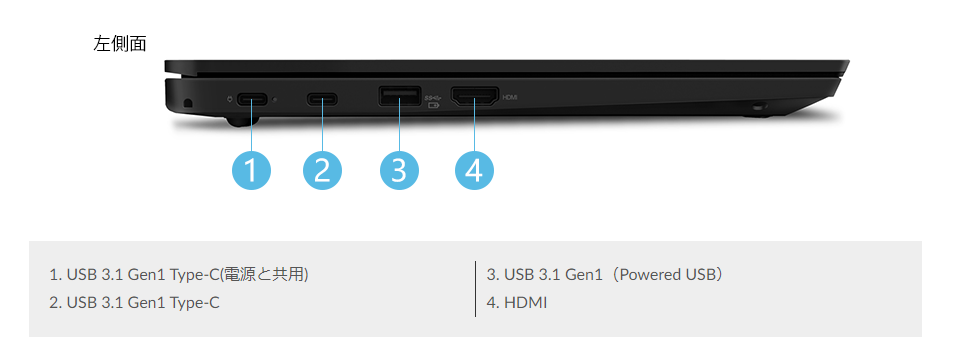 左側面
HDMI
1
2
3
4
1. USB 3.1 Gen1 Type-C(電源と共用)
2. USB 3.1 Gen1 Type-C
3. USB 3.1 Gen1（Powered USB）
4. HDMI